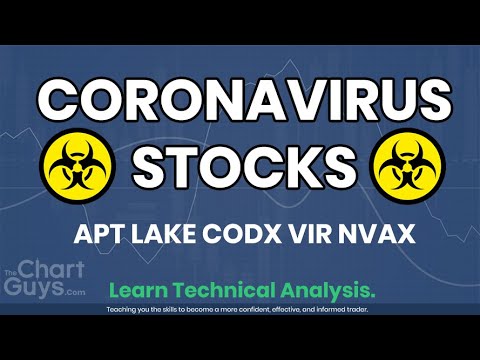 CORONAVIRUS
STOCKS
APT LAKE CODX VIR NVAX
The Chart
Guys.com
Learn Technical Analysis.
Teaching you the skills to become a more confident, effective, and informed trader.